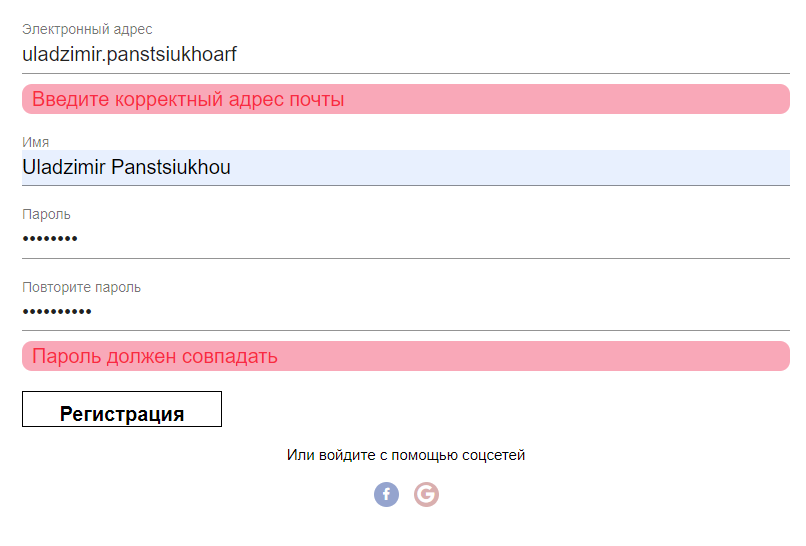 Электронный адрес
uladzimir.panstsiukhoarf
Введите корректный адрес почты
Имя
Uladzimir Panstsiukhou
Пароль
••••••••
Повторите пароль
••••••••••
Пароль должен совпадать
Регистрация
Или войдите с помощью соцсетей
f G